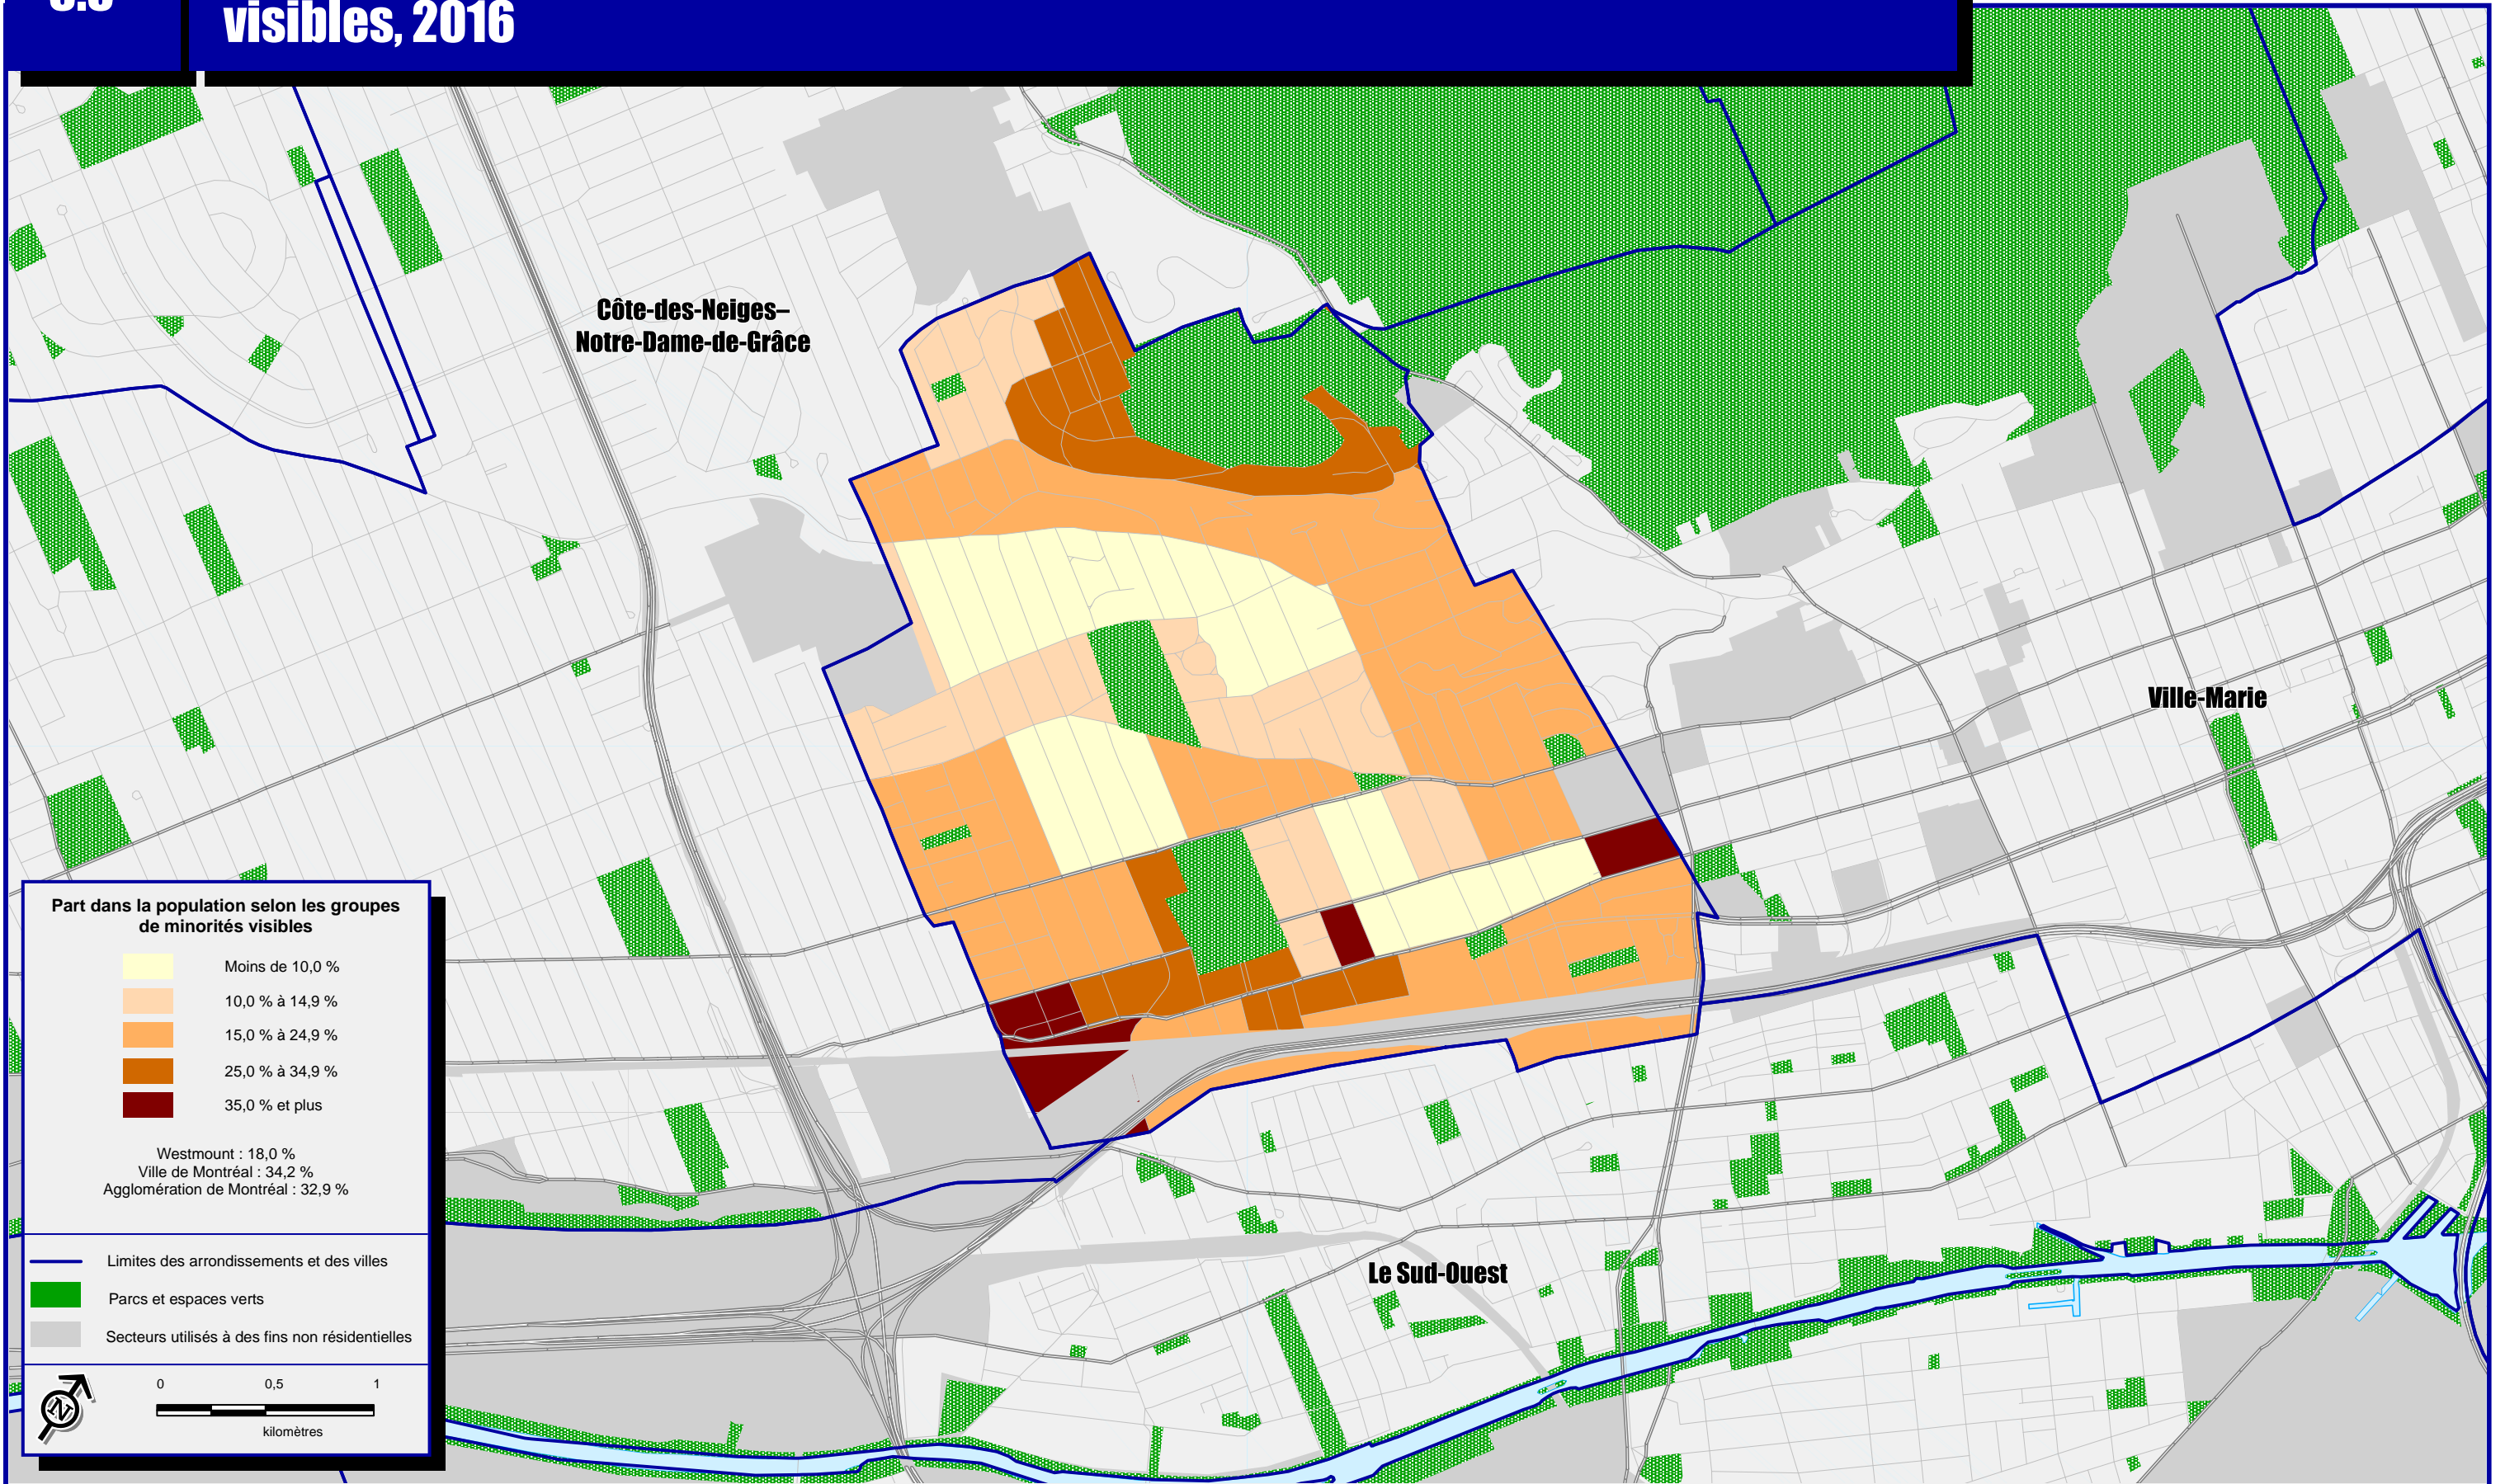 visibles, 2016
Côte-des-Neiges–
Notre-Dame-de-Grâce
Ville-Marie
Le Sud-Ouest
Part dans la population selon les groupes
de minorités visibles
Moins de 10,0 %
10,0 % à 14,9 %
15,0 % à 24,9 %
25,0 % à 34,9 %
35,0 % et plus
Westmount : 18,0 %
Ville de Montréal : 34,2 %
Agglomération de Montréal : 32,9 %
Limites des arrondissements et des villes
Parcs et espaces verts
Secteurs utilisés à des fins non résidentielles
N
0 0,5 1
kilomètres